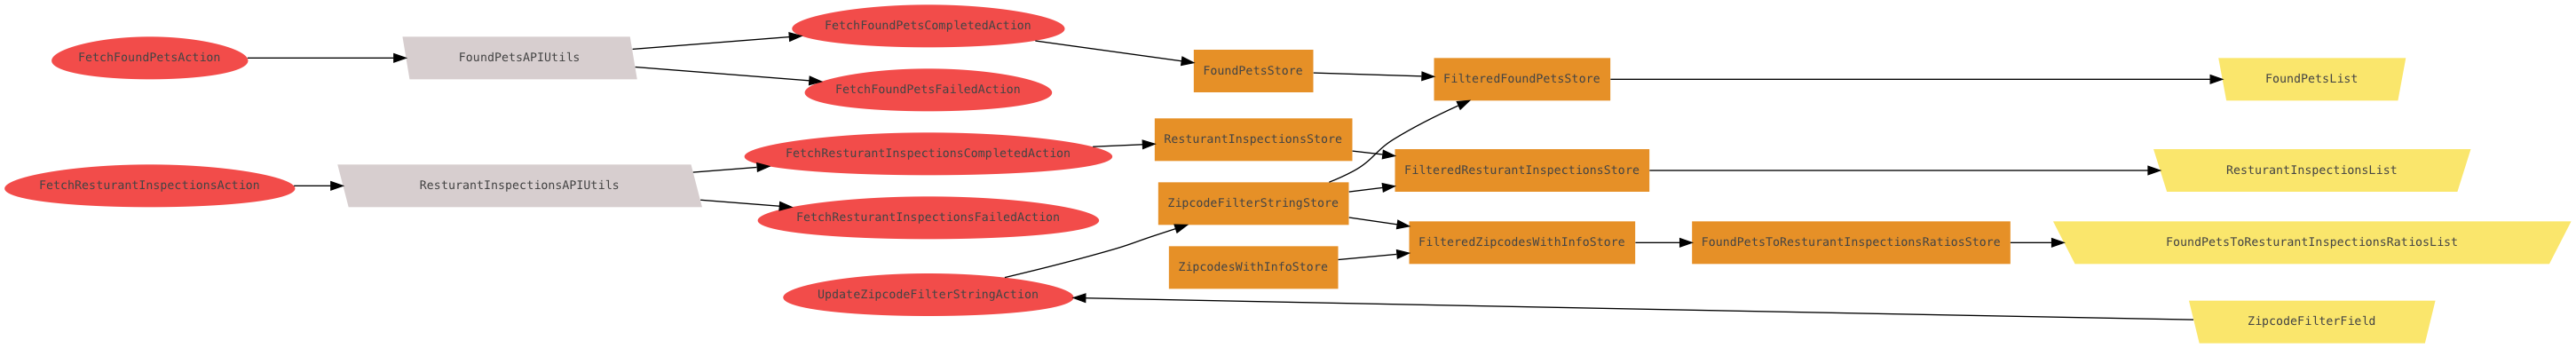 FetchFoundPetsAction
FoundPetsAPIUtils
FetchFoundPetsCompletedAction
FetchFoundPetsFailedAction
FoundPetsStore
FilteredFoundPetsStore
FoundPetsList
FetchResturantInspectionsAction
ResturantInspectionsAPIUtils
FetchResturantInspectionsCompletedAction
FetchResturantInspectionsFailedAction
ResturantInspectionsStore
FilteredResturantInspectionsStore
ResturantInspectionsList
ZipcodeFilterStringStore
FilteredZipcodesWithInfoStore
FoundPetsToResturantInspectionsRatiosStore
FoundPetsToResturantInspectionsRatiosList
ZipcodesWithInfoStore
UpdateZipcodeFilterStringAction
ZipcodeFilterField